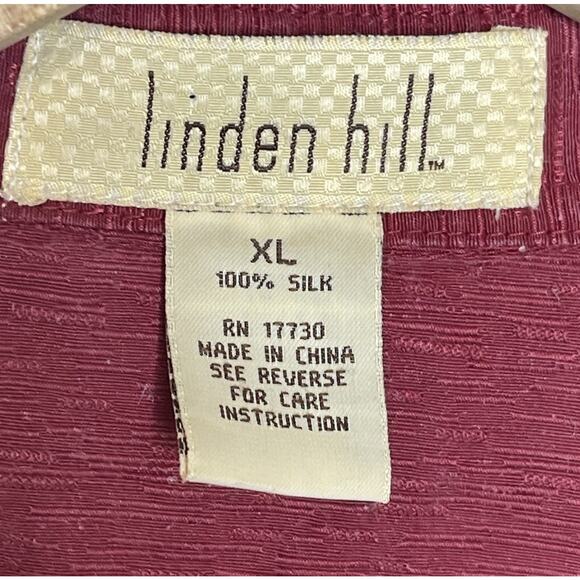 linden hill™
XL
100% SILK
RN 17730
MADE IN CHINA
SEE REVERSE
FOR CARE
INSTRUCTION